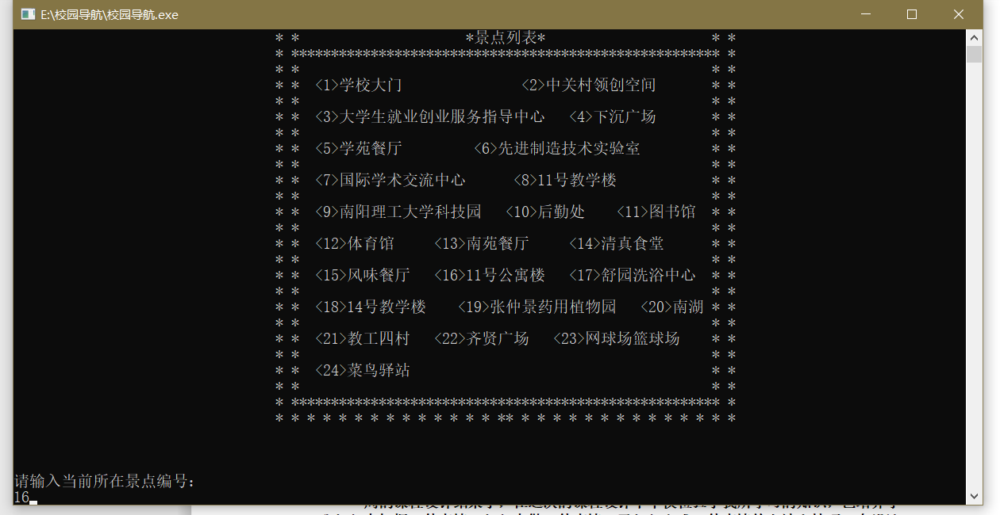 E:\校园导航\校园导航.exe
* * *景点列表* * *
* ****************************************************** *
* * * *
* * <1>学校大门 <2>中关村领创空间 * *
* * * *
* * <3>大学生就业创业服务指导中心 <4>下沉广场 * *
* * * *
* * <5>学苑餐厅 <6>先进制造技术实验室 * *
* * * *
* * <7>国际学术交流中心 <8>11号教学楼 * *
* * * *
* * <9>南阳理工大学科技园 <10>后勤处 <11>图书馆 * *
* * * *
* * <12>体育馆 <13>南苑餐厅 <14>清真食堂 * *
* * * *
* * <15>风味餐厅 <16>11号公寓楼 <17>舒园洗浴中心 * *
* * * *
* * <18>14号教学楼 <19>张仲景药用植物园 <20>南湖 * *
* * * *
* * <21>教工四村 <22>齐贤广场 <23>网球场篮球场 * *
* * * *
* * <24>菜鸟驿站 * *
* * * *
* ****************************************************** *
* * * * * * * * * * * * * * ** * * * * * * * * * * * * * *
请输入当前所在景点编号:
16